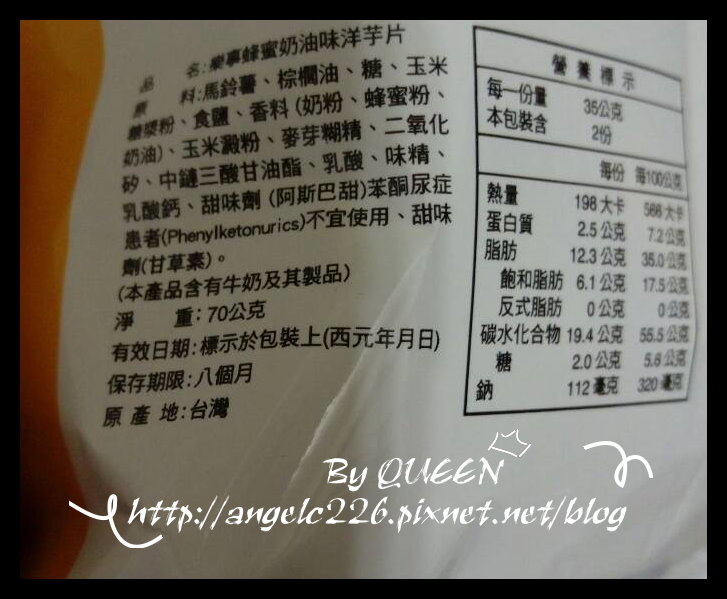 品 名:樂事蜂蜜奶油味洋芋片
原 料:馬鈴薯、棕櫚油、糖、玉米
糖漿粉、食鹽、香料(奶粉、蜂蜜粉、
奶油)、玉米澱粉、麥芽糊精、二氧化
矽、中鏈三酸甘油酯、乳酸、味精、
乳酸鈣、甜味劑(阿斯巴甜)苯酮尿症
患者(Phenylketonurics)不宜使用、甜味
劑(甘草素)。
(本產品含有牛奶及其製品)
淨 重:70公克
有效日期:標示於包裝上(西元年月日)
保存期限:八個月
原 產 地:台灣
營 養 標 示
每一份量 35公克
本包裝含 2份
每份 每100公克
熱量 198 大卡 566 大卡
蛋白質 2.5 公克 7.2 公克
脂肪 12.3 公克 35.0 公克
飽和脂肪 6.1 公克 17.5 公克
反式脂肪 0 公克 0 公克
碳水化合物 19.4 公克 55.5 公克
糖 2.0 公克 5.6 公克
鈉 112 毫克 320 毫克
By QUEEN
http://angelc226.pixnet.net/blog